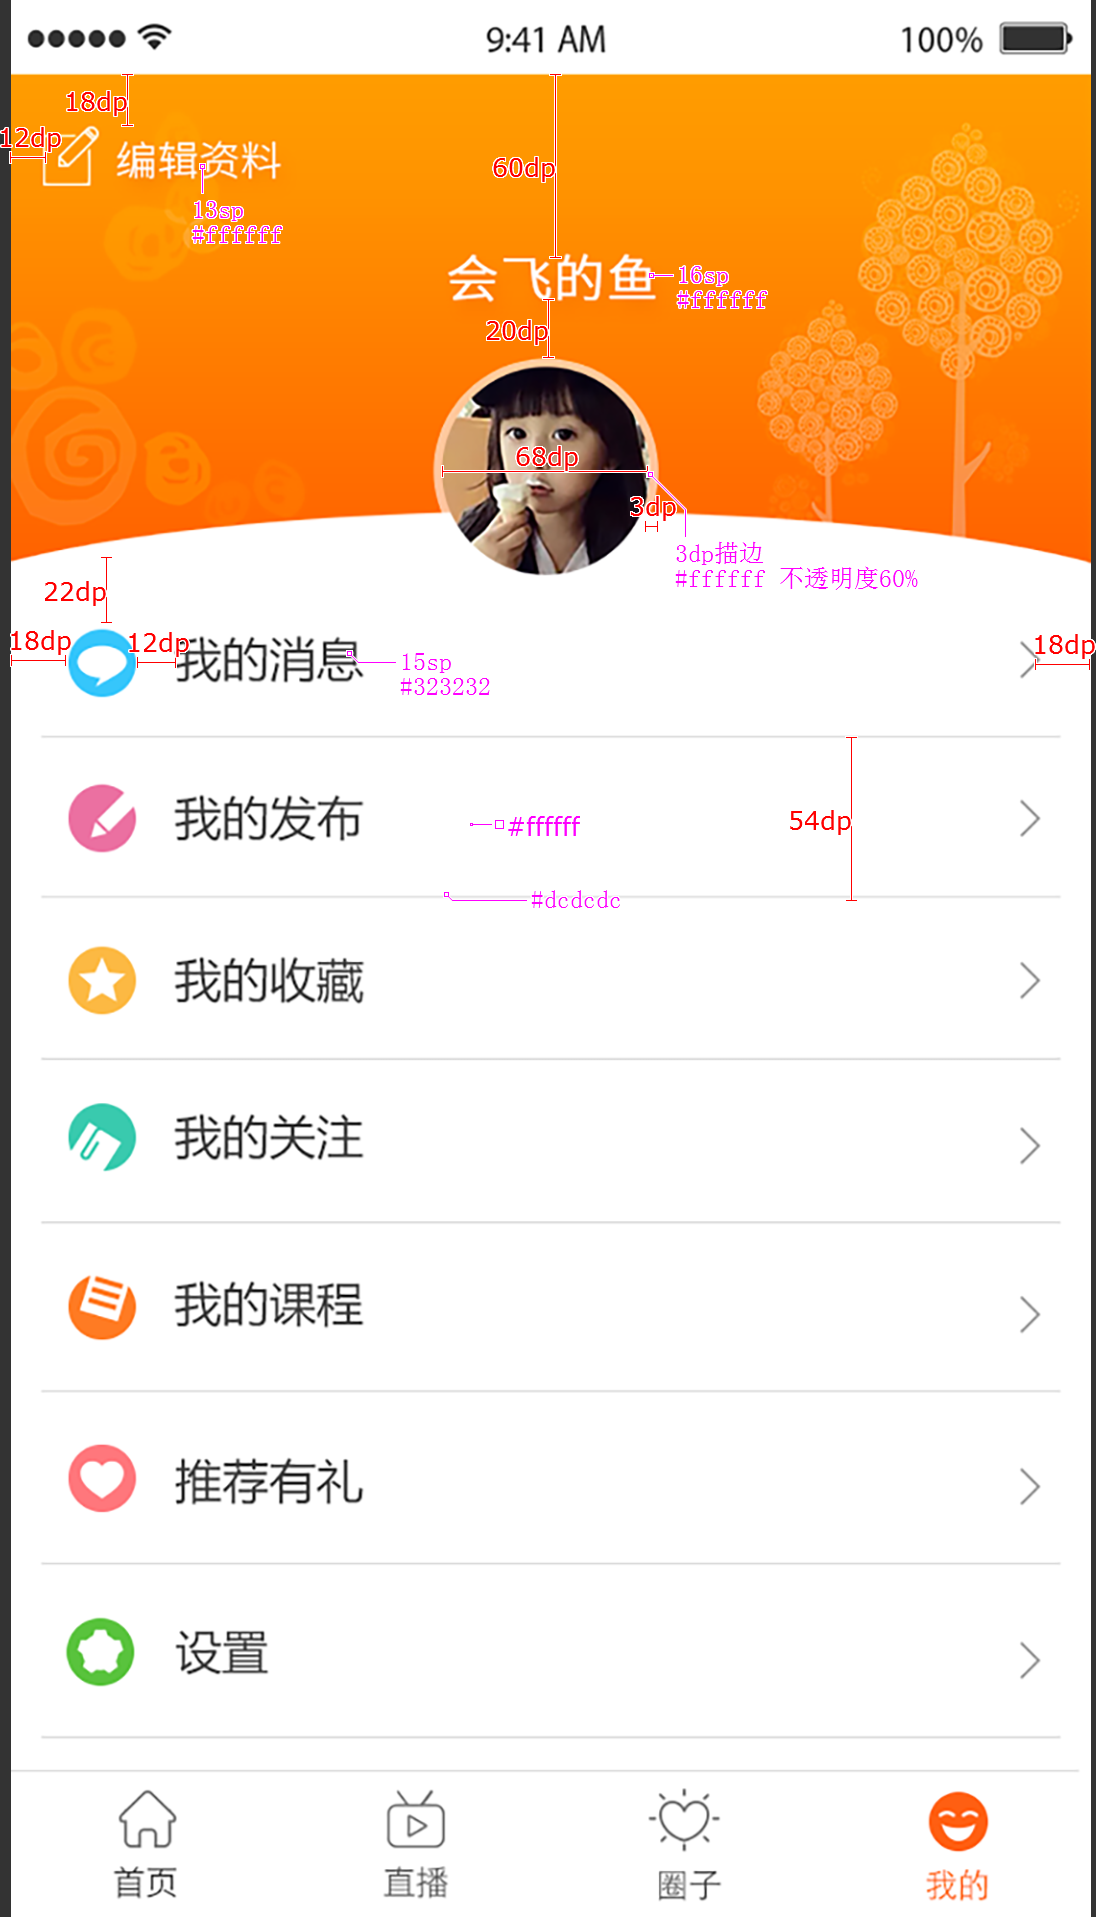 9:41 AM
100%
18dp
12dp
编辑资料
13sp
#ffffff
60dp
会飞的鱼
16sp
#ffffff
20dp
68dp
3dp
3dp描边
#ffffff 不透明度60%
22dp
18dp
12dp
我的消息
15sp
#323232
18dp
我的发布
#ffffff
54dp
#dcdcdc
我的收藏
我的关注
我的课程
推荐有礼
设置
首页
直播
圈子
我的